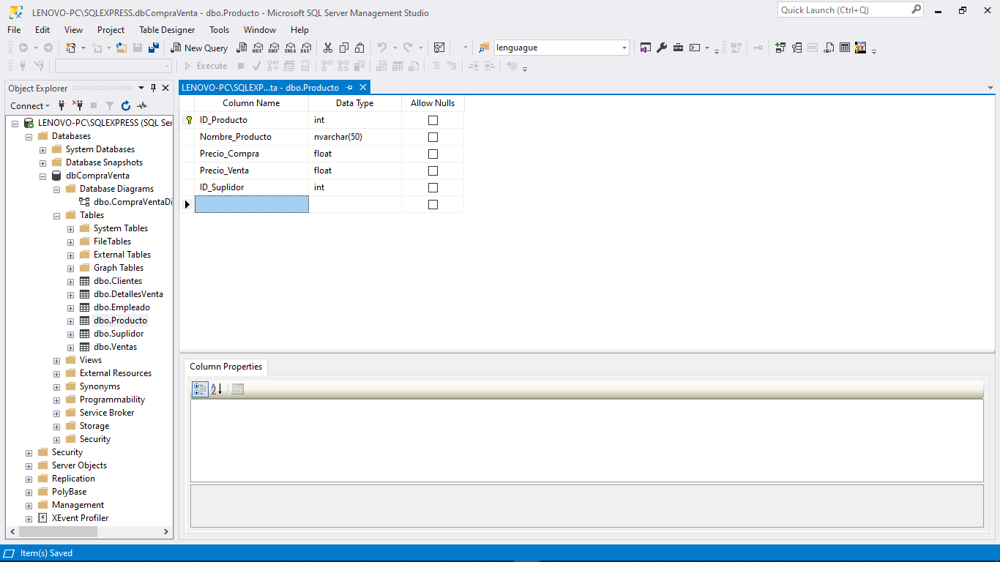 LENOVO-PC\SQLEXPRESS.dbCompraVenta - dbo.Producto - Microsoft SQL Server Management Studio
Quick Launch (Ctrl+Q)
File Edit View Project Table Designer Tools Window Help
New Query MDX DMX XMLA DAX lenguague
Execute
Object Explorer
Connect
LENOVO-PC\SQLEXPRESS (SQL Ser
Databases
System Databases
Database Snapshots
dbCompraVenta
Database Diagrams
dbo.CompraVentaDi
Tables
System Tables
FileTables
External Tables
Graph Tables
dbo.Clientes
dbo.DetallesVenta
dbo.Empleado
dbo.Producto
dbo.Suplidor
dbo.Ventas
Views
External Resources
Synonyms
Programmability
Service Broker
Storage
Security
Security
Server Objects
Replication
PolyBase
Management
XEvent Profiler
LENOVO-PC\SQLEXP...ta - dbo.Producto
Column Name Data Type Allow Nulls
ID_Producto int
Nombre_Producto nvarchar(50)
Precio_Compra float
Precio_Venta float
ID_Suplidor int
Column Properties
Item(s) Saved